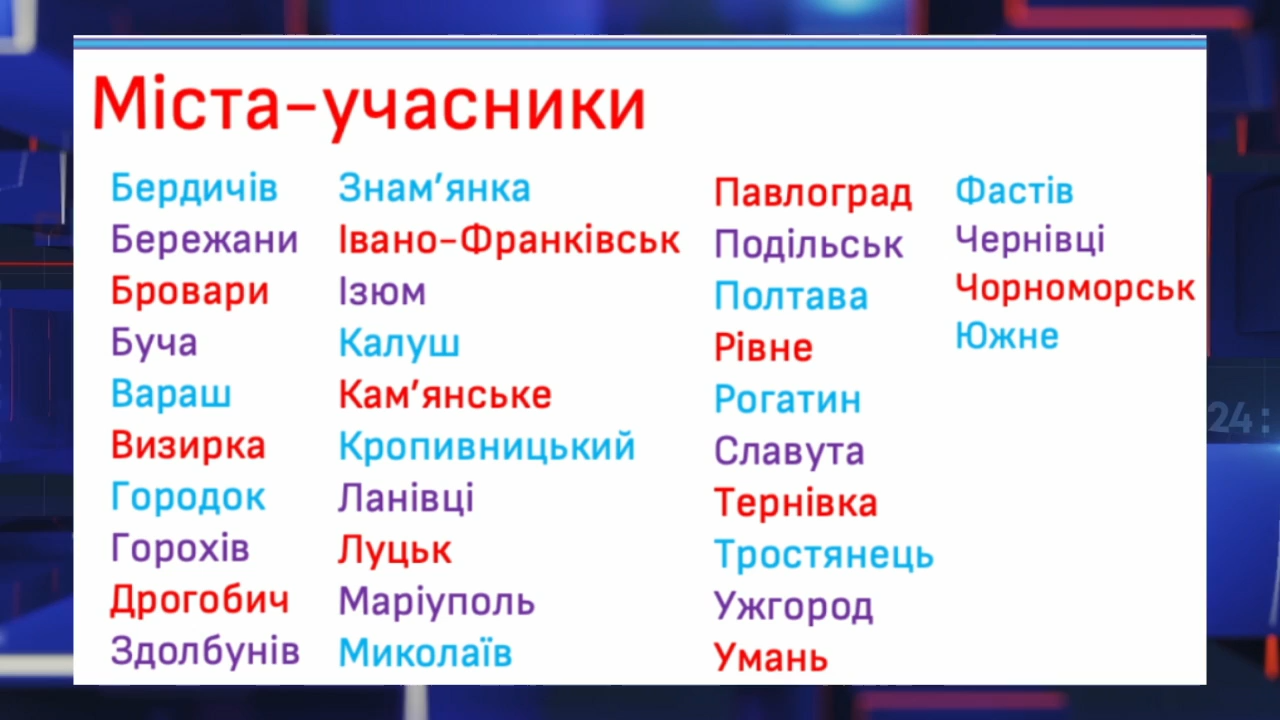 Міста-учасники
Бердичів
Бережани
Бровари
Буча
Вараш
Визирка
Городок
Горохів
Дрогобич
Здолбунів
Знам’янка
Івано-Франківськ
Ізюм
Калуш
Кам’янське
Кропивницький
Ланівці
Луцьк
Маріуполь
Миколаїв
Павлоград
Подільськ
Полтава
Рівне
Рогатин
Славута
Тернівка
Тростянець
Ужгород
Умань
Фастів
Чернівці
Чорноморськ
Южне
24: